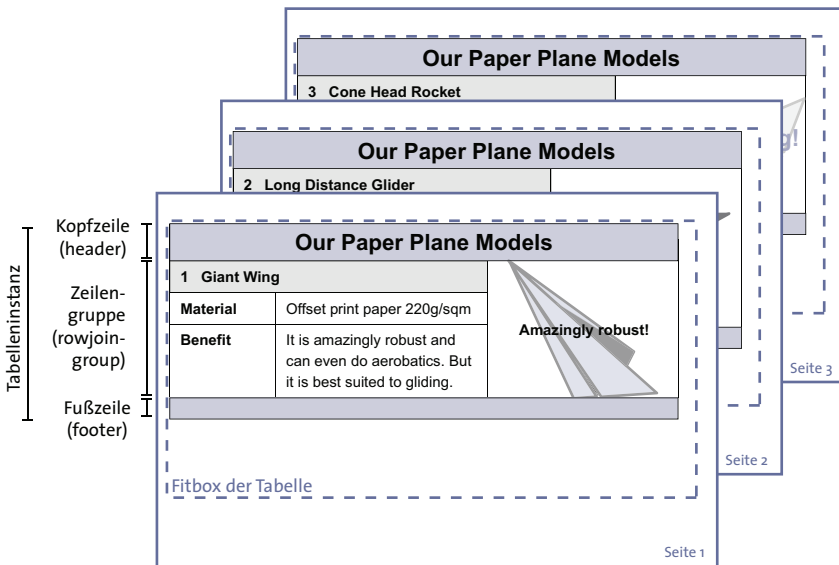 Our Paper Plane Models
3 Cone Head Rocket
g!
Our Paper Plane Models
2 Long Distance Glider
Seite 3
Seite 2
Tabelleninstanz
Kopfzeile
(header)
Zeilen-
gruppe
(rowjoin-
group)
Fußzeile
(footer)
Our Paper Plane Models
1 Giant Wing
Material Offset print paper 220g/sqm
Benefit It is amazingly robust and
can even do aerobatics. But
it is best suited to gliding.
Amazingly robust!
Fitbox der Tabelle
Seite 1